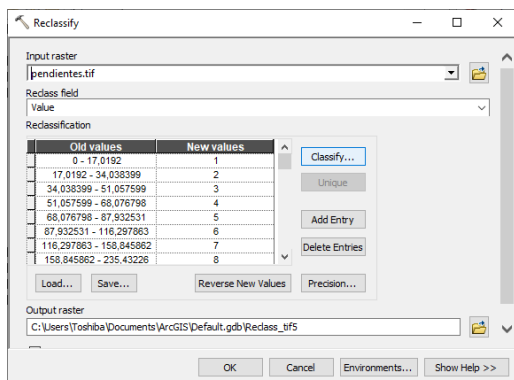 Reclassify
Input raster
pendientes.tif
Reclass field
Value
Reclassification
Old values New values
0 - 17,0192 1
17,0192 - 34,038399 2
34,038399 - 51,057599 3
51,057599 - 68,076798 4
68,076798 - 87,932531 5
87,932531 - 116,297863 6
116,297863 - 158,845862 7
158,845862 - 235,43226 8
Classify...
Unique
Add Entry
Delete Entries
Load... Save... Reverse New Values Precision...
Output raster
C:\Users\Toshiba\Documents\ArcGIS\Default.gdb\Reclass_tif5
OK Cancel Environments... Show Help >>